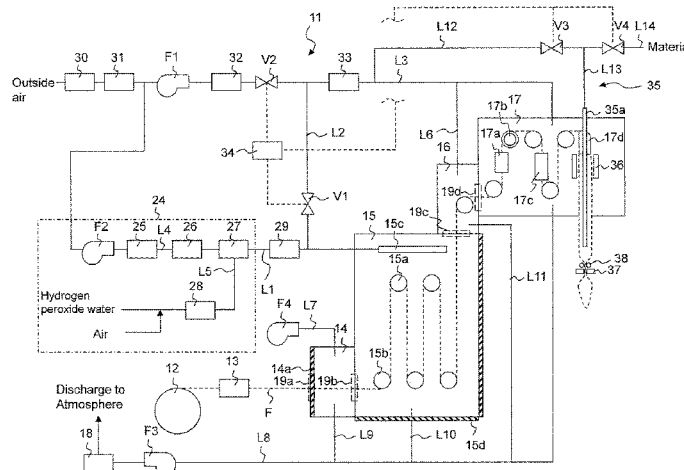 11
L12
V3
V4
L14
Material
30
31
F1
32
V2
33
L3
L13
35
Outside
air
35a
17b
17
17a
17d
L2
L6
34
16
36
19d
17c
V1
19c
24
F2
25
L4
26
27
29
15
15c
38
37
L5
L1
15a
L11
Hydrogen
peroxide water
28
F4
L7
Air
14
12
13
14a
19a
19b
15b
Discharge to
Atmosphere
F
15d
18
F3
L8
L9
L10